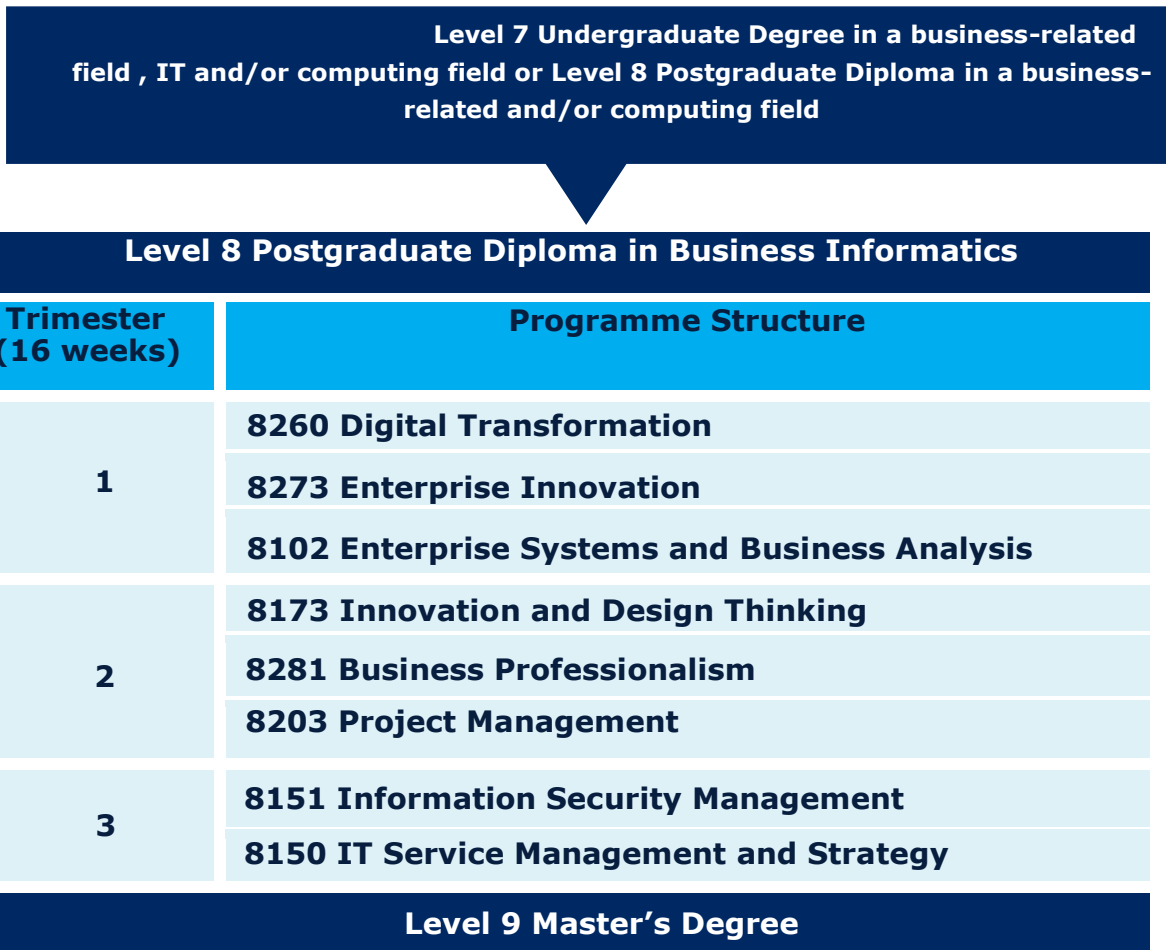 Level 7 Undergraduate Degree in a business-related
field , IT and/or computing field or Level 8 Postgraduate Diploma in a business-
related and/or computing field
Level 8 Postgraduate Diploma in Business Informatics
Trimester
(16 weeks)
Programme Structure
1
8260 Digital Transformation
8273 Enterprise Innovation
8102 Enterprise Systems and Business Analysis
2
8173 Innovation and Design Thinking
8281 Business Professionalism
8203 Project Management
3
8151 Information Security Management
8150 IT Service Management and Strategy
Level 9 Master’s Degree